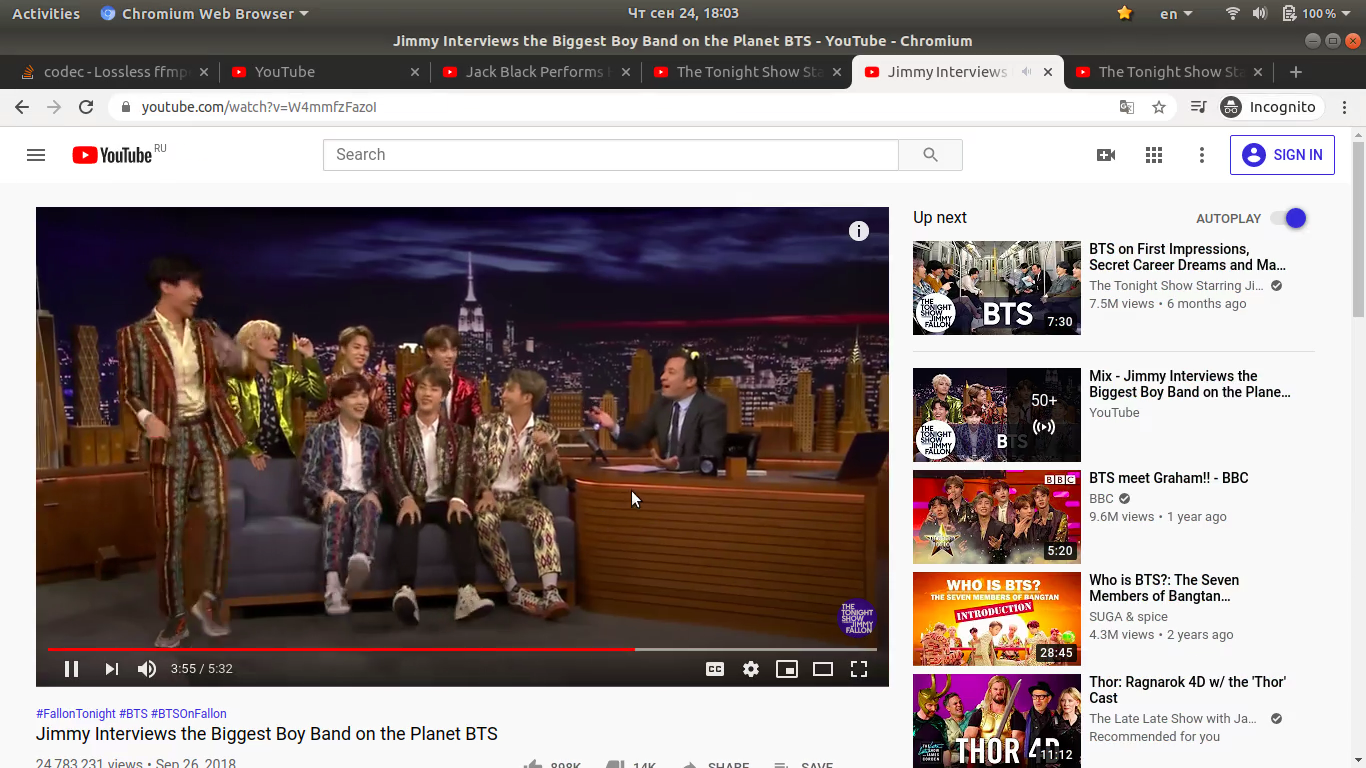 Activities Chromium Web Browser Чт сен 24, 18:03 en 100 %
Jimmy Interviews the Biggest Boy Band on the Planet BTS - YouTube - Chromium
codec - Lossless ffmp YouTube Jack Black Performs The Tonight Show Sta Jimmy Interviews The Tonight Show Sta
youtube.com/watch?v=W4mmfzFazoI Incognito
YouTube RU Search SIGN IN
Up next AUTOPLAY
BTS on First Impressions,
Secret Career Dreams and Ma...
The Tonight Show Starring Ji...
7.5M views • 6 months ago
THE
TONIGHT
SHOW
JIMMY
FALLON
BTS
7:30
Mix - Jimmy Interviews the
Biggest Boy Band on the Plane...
YouTube
50+
THE
TONIGHT
SHOW
JIMMY
FALLON
BTS
BTS meet Graham!! - BBC
BBC
9.6M views • 1 year ago
BBC
5:20
Who is BTS?: The Seven
Members of Bangtan...
SUGA & spice
4.3M views • 2 years ago
WHO IS BTS?
THE SEVEN MEMBERS OF BANGTAN
INTRODUCTION
28:45
Thor: Ragnarok 4D w/ the 'Thor'
Cast
The Late Late Show with Ja...
Recommended for you
THOR 4D
11:12
THE
TONIGHT
SHOW
JIMMY
FALLON
3:55 / 5:32 CC
#FallonTonight #BTS #BTSOnFallon
Jimmy Interviews the Biggest Boy Band on the Planet BTS
24,783,231 views • Sep 26, 2018 898K 14K SHARE SAVE